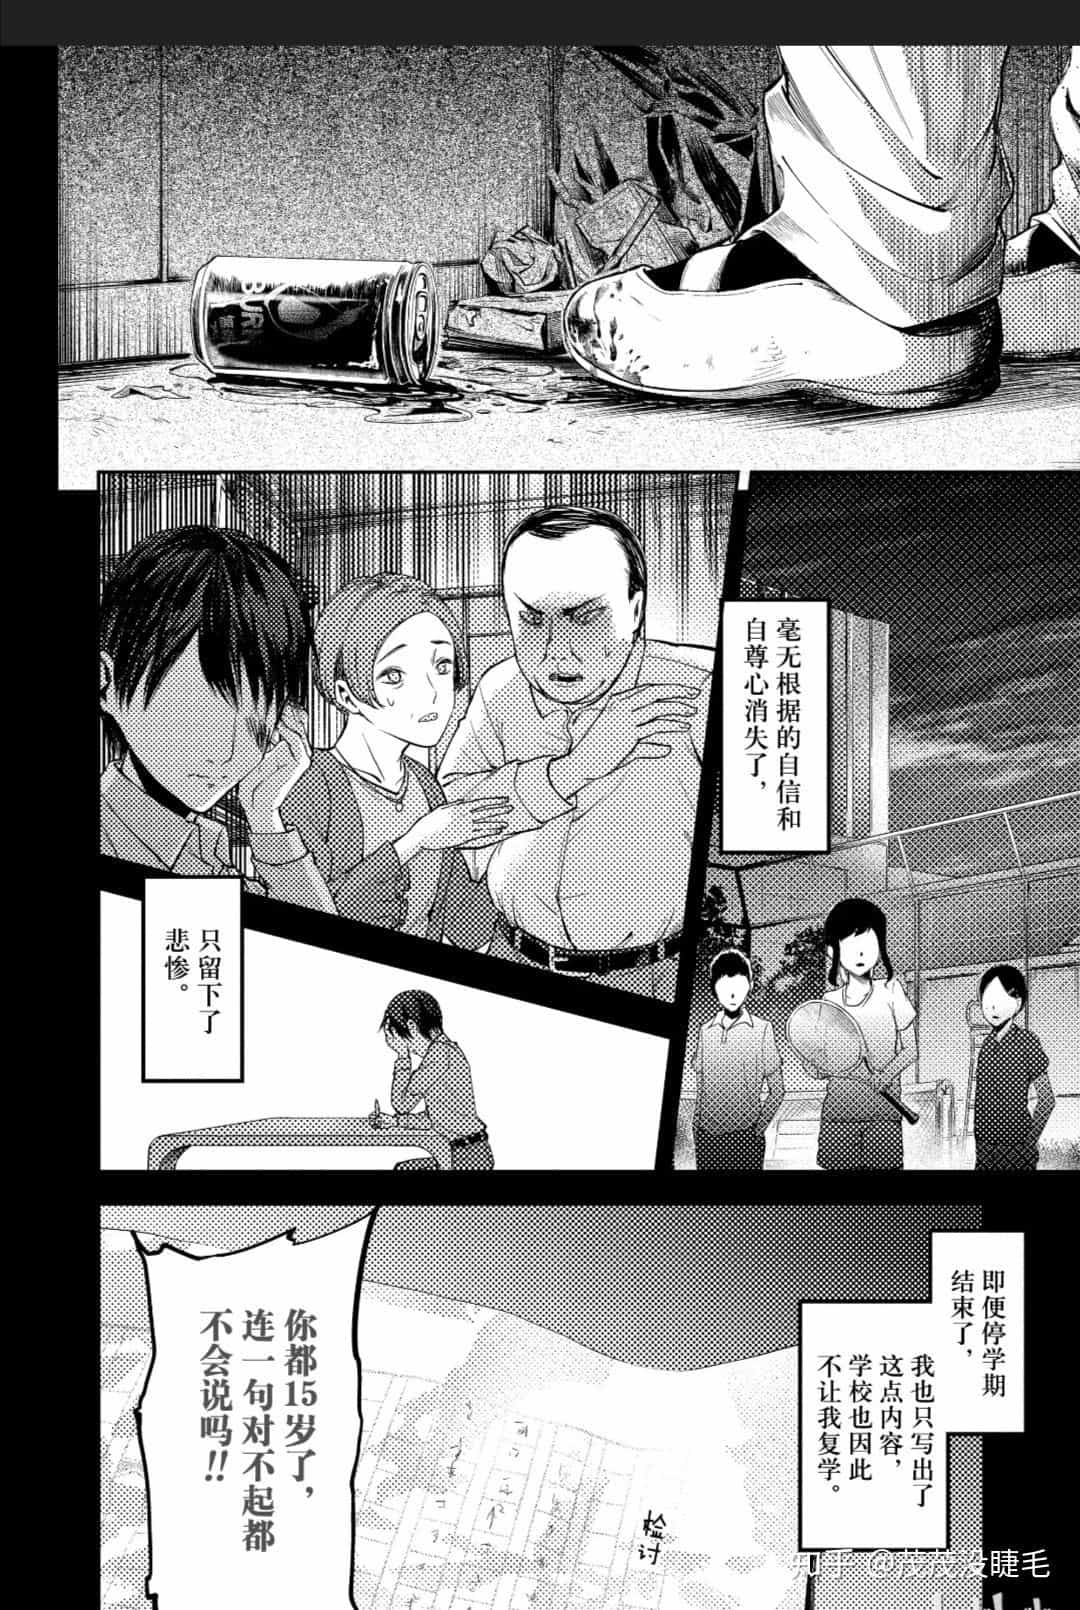 毫无根据的自信和
自尊心消失了，
只留下了
悲惨。
即便停学期
结束了，
我也只写出了
这点内容，
学校也因此
不让我复学。
检讨
你都15岁了，
连一句对不起都
不会说吗！！
知乎 @茂茂没睫毛